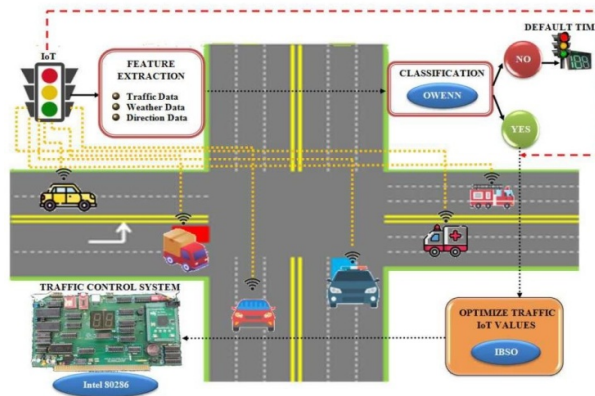 IoT
FEATURE
EXTRACTION
Traffic Data
Weather Data
Direction Data
CLASSIFICATION
OWENN
NO
YES
DEFAULT TIM
TRAFFIC CONTROL SYSTEM
Intel 80286
OPTIMIZE TRAFFIC
IoT VALUES
IBSO